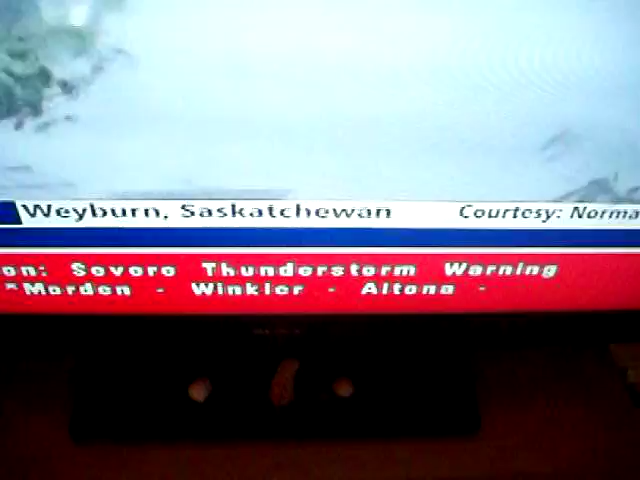 Weyburn, Saskatchewan
Courtesy: Norma
on: Severe Thunderstorm Warning
*Morden - Winkler - Altona -